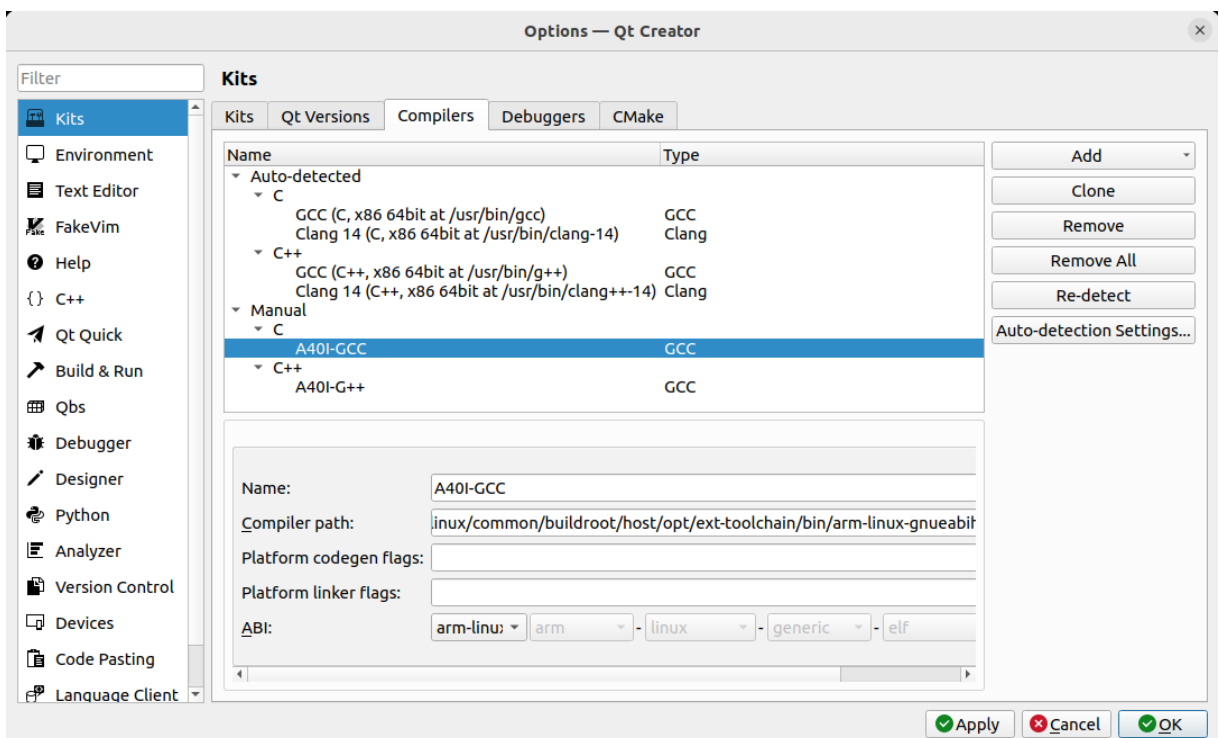 Options — Qt Creator
Filter
Kits
Environment
Text Editor
FakeVim
Help
{} C++
Qt Quick
Build & Run
Qbs
Debugger
Designer
Python
Analyzer
Version Control
Devices
Code Pasting
Language Client
Kits
Kits Qt Versions Compilers Debuggers CMake
Name Type
Auto-detected
C
GCC (C, x86 64bit at /usr/bin/gcc) GCC
Clang 14 (C, x86 64bit at /usr/bin/clang-14) Clang
C++
GCC (C++, x86 64bit at /usr/bin/g++) GCC
Clang 14 (C++, x86 64bit at /usr/bin/clang++-14) Clang
Manual
C
A40I-GCC GCC
C++
A40I-G++ GCC
Add
Clone
Remove
Remove All
Re-detect
Auto-detection Settings...
Name: A40I-GCC
Compiler path: linux/common/buildroot/host/opt/ext-toolchain/bin/arm-linux-gnueabih
Platform codegen flags:
Platform linker flags:
ABI: arm-linu arm - linux - generic - elf
Apply Cancel OK